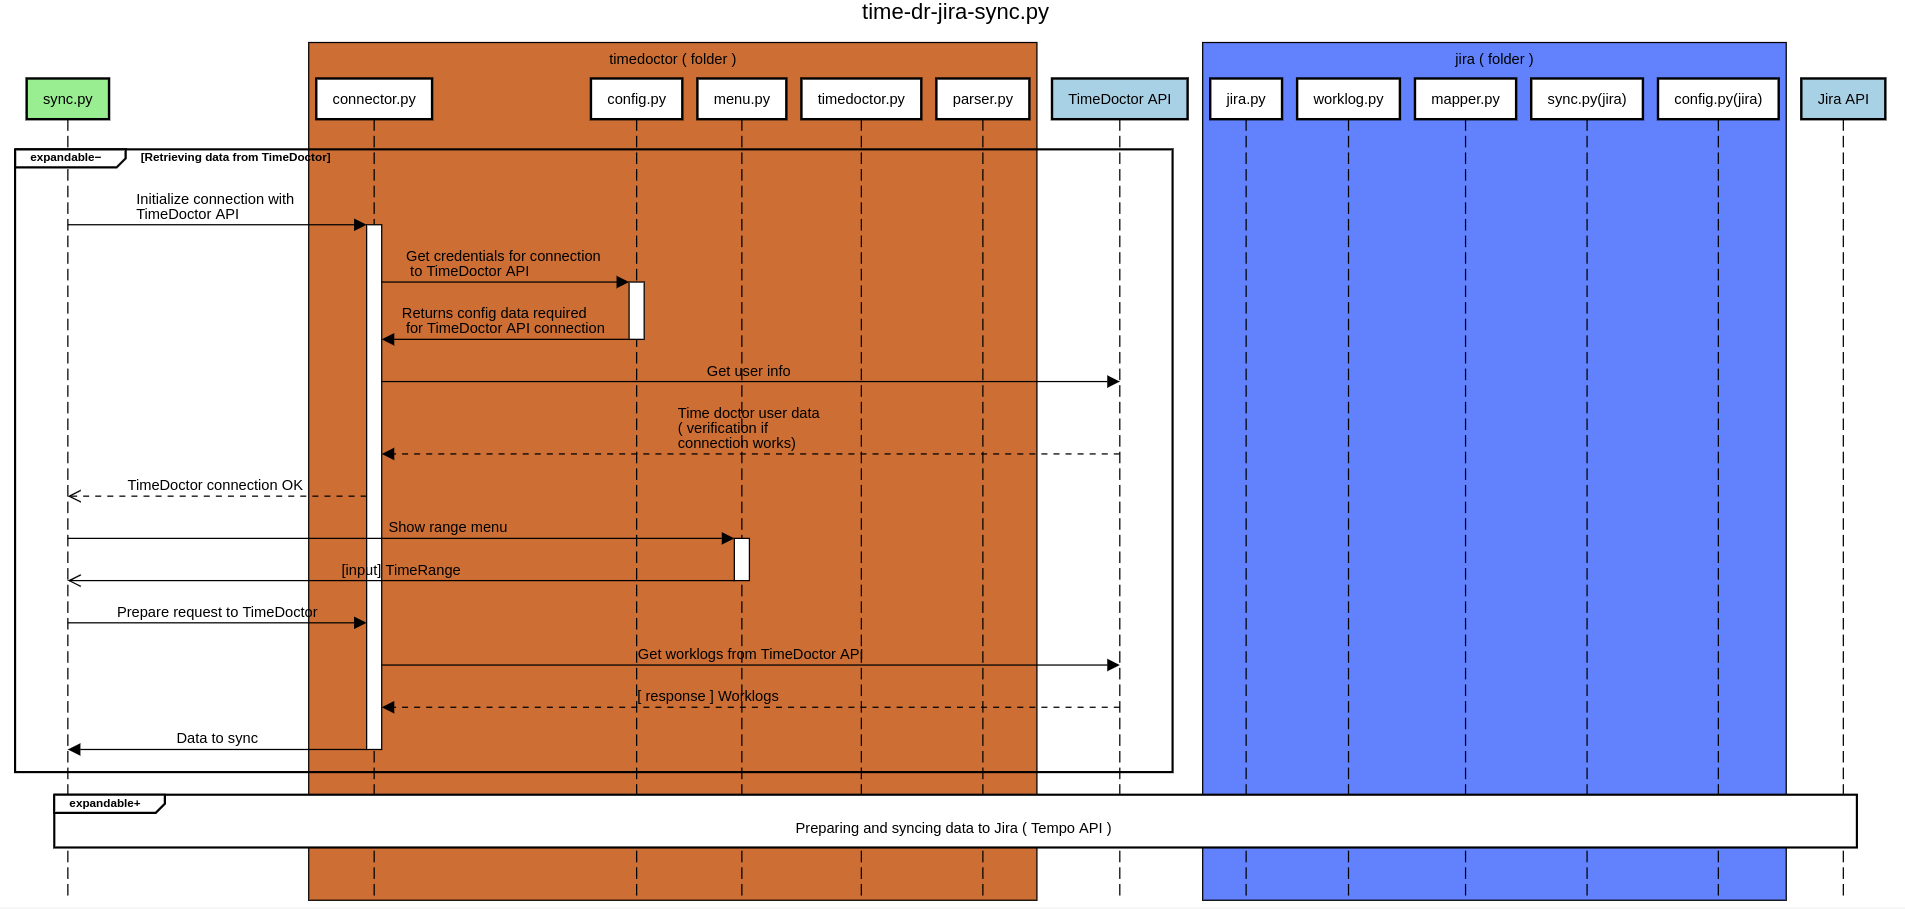 time-dr-jira-sync.py
timedoctor ( folder )
jira ( folder )
sync.py
connector.py
config.py
menu.py
timedoctor.py
parser.py
TimeDoctor API
jira.py
worklog.py
mapper.py
sync.py(jira)
config.py(jira)
Jira API
expandable−
[Retrieving data from TimeDoctor]
Initialize connection with
TimeDoctor API
Get credentials for connection
to TimeDoctor API
Returns config data required
for TimeDoctor API connection
Get user info
Time doctor user data
( verification if
connection works)
TimeDoctor connection OK
Show range menu
[input] TimeRange
Prepare request to TimeDoctor
Get worklogs from TimeDoctor API
[ response ] Worklogs
Data to sync
expandable+
Preparing and syncing data to Jira ( Tempo API )